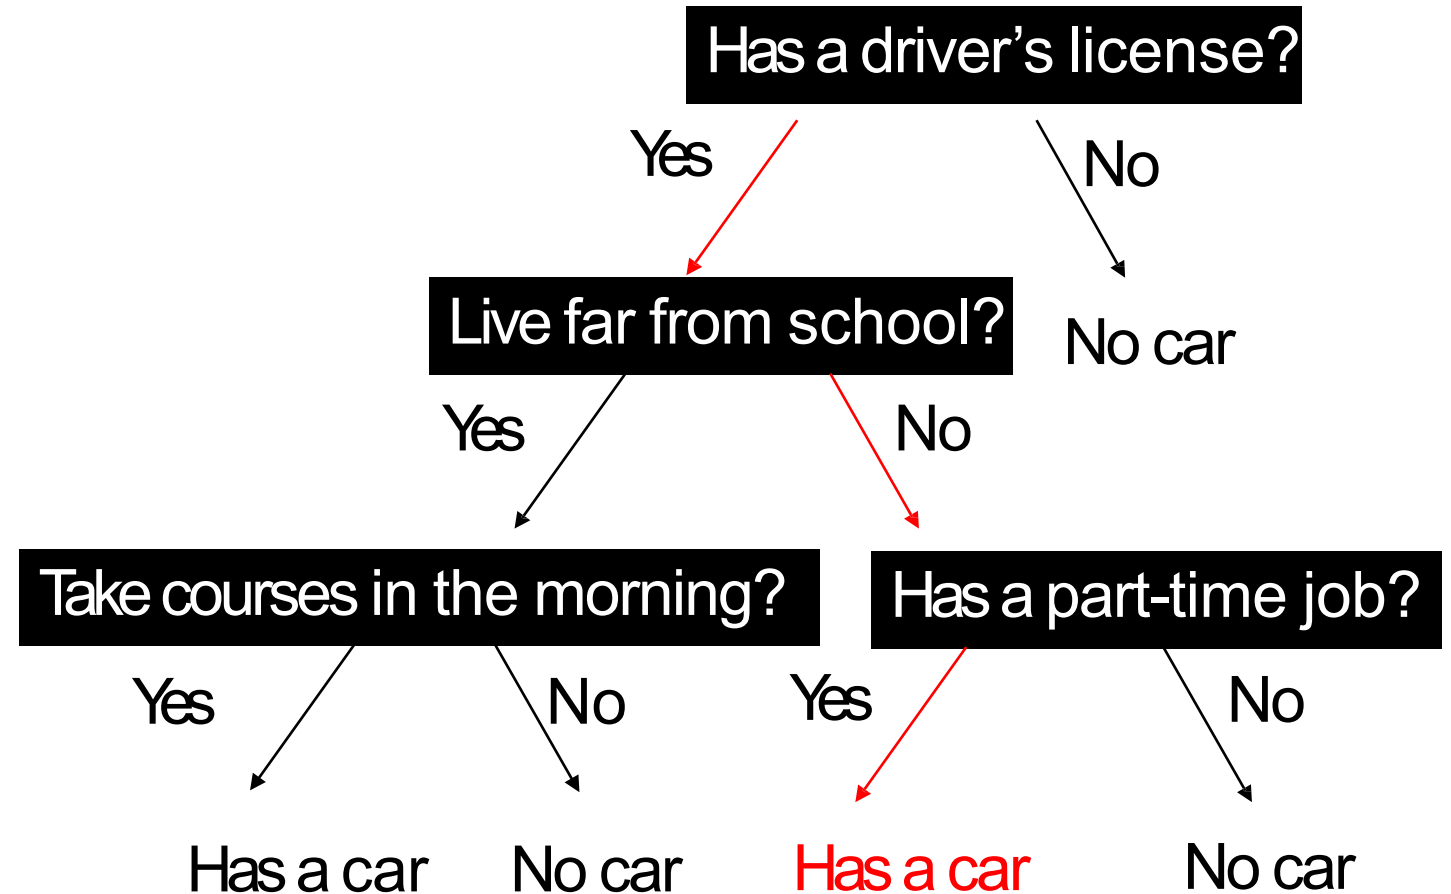 Has a driver’s license?
Yes
No
Live far from school?
No car
Yes
No
Take courses in the morning?
Has a part-time job?
Yes
No
Yes
No
Has a car
No car
Has a car
No car